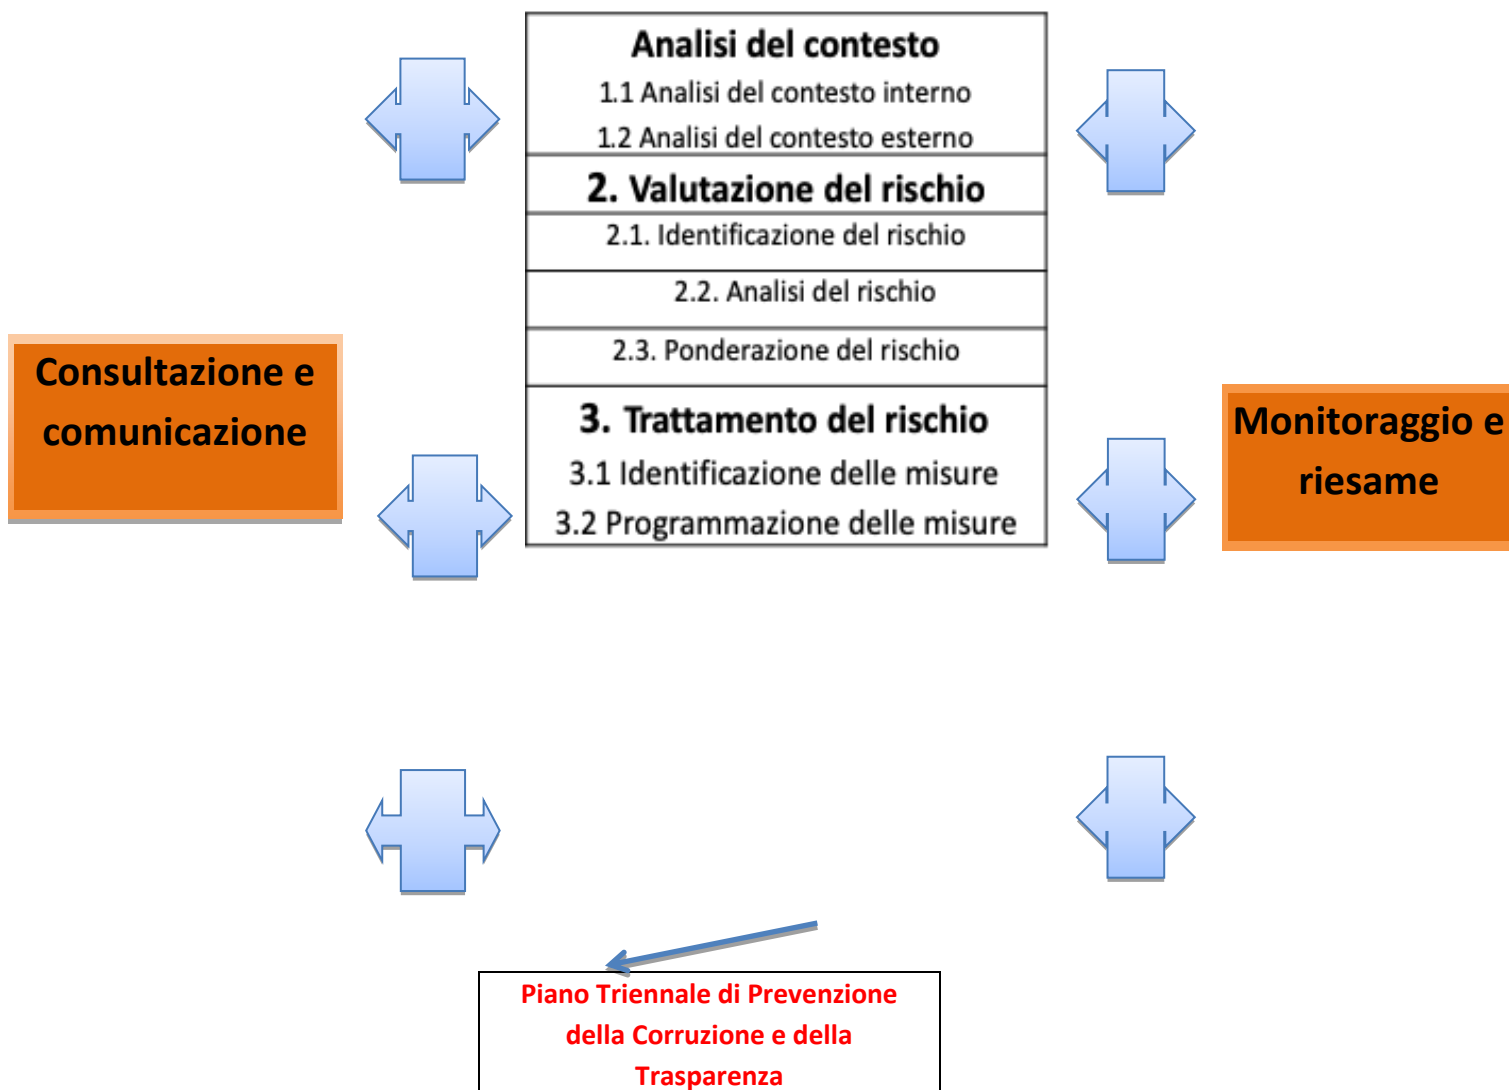 Analisi del contesto
1.1 Analisi del contesto interno
1.2 Analisi del contesto esterno
2. Valutazione del rischio
2.1. Identificazione del rischio
2.2. Analisi del rischio
2.3. Ponderazione del rischio
3. Trattamento del rischio
3.1 Identificazione delle misure
3.2 Programmazione delle misure
Consultazione e
comunicazione
Monitoraggio e
riesame
Piano Triennale di Prevenzione
della Corruzione e della
Trasparenza